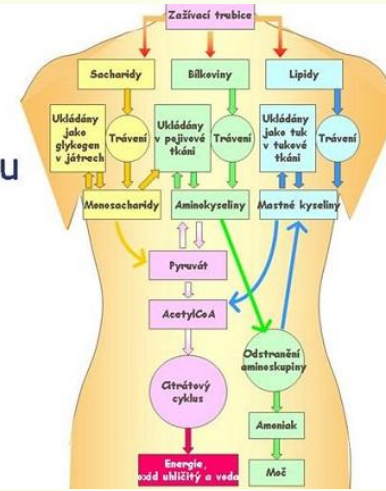 Zažívací trubice
Sacharidy
Bílkoviny
Lipidy
Ukládány
jako
glykogen
v játrech
Trávení
Ukládány
v pojivové
tkáni
Trávení
Ukládány
jako tuk
v tukové
tkáni
Trávení
u
Monosacharidy
Aminokyseliny
Mastné kyseliny
Pyruvát
AcetylCoA
Citrátový
cyklus
Odstranění
aminoskupiny
Amoniak
Moč
Energie,
oxid uhličitý a voda